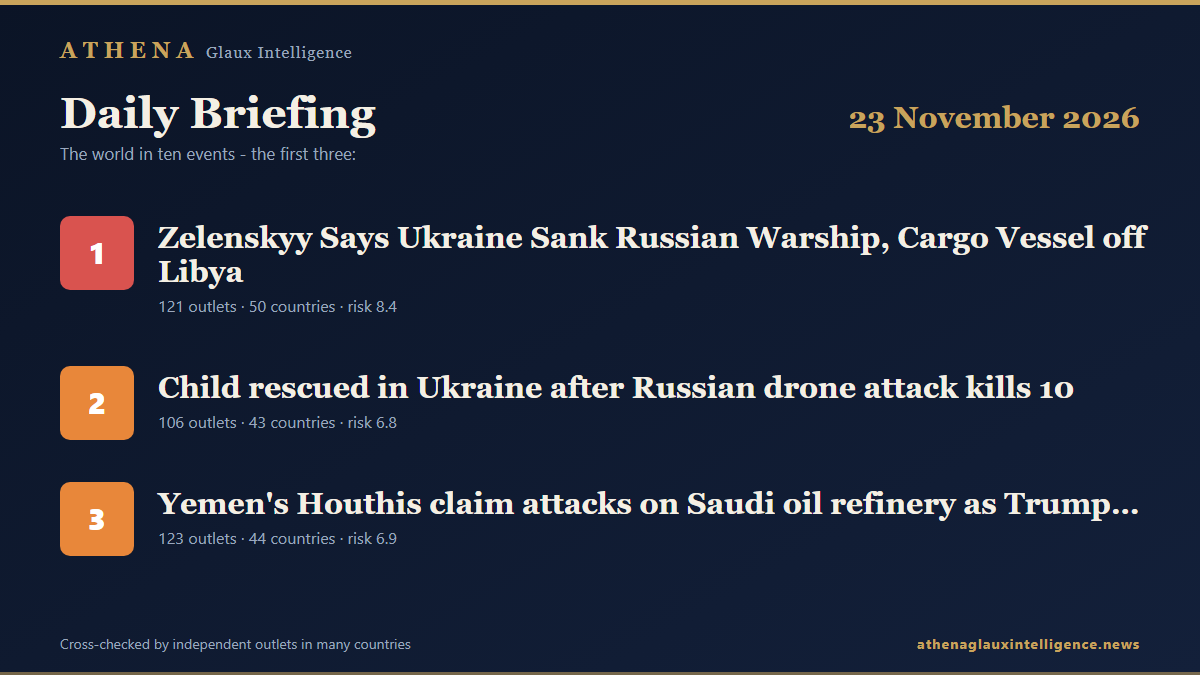 ATHENA Glaux Intelligence
Daily Briefing
23 November 2026
The world in ten events - the first three:
1
Zelenskyy Says Ukraine Sank Russian Warship, Cargo Vessel off
Libya
121 outlets · 50 countries · risk 8.4
2
Child rescued in Ukraine after Russian drone attack kills 10
106 outlets · 43 countries · risk 6.8
3
Yemen's Houthis claim attacks on Saudi oil refinery as Trump...
123 outlets · 44 countries · risk 6.9
Cross-checked by independent outlets in many countries
athenaglauxintelligence.news